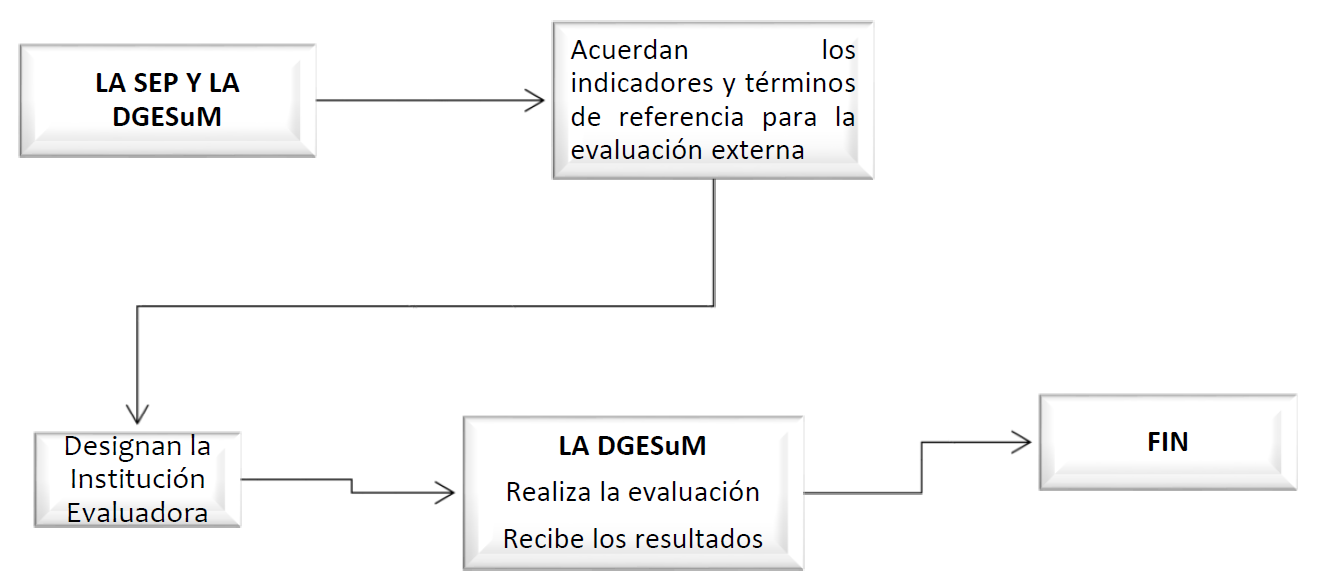 LA SEP Y LA
DGESuM
Acuerdan los
indicadores y términos
de referencia para la
evaluación externa
Designan la
Institución
Evaluadora
LA DGESuM
Realiza la evaluación
Recibe los resultados
FIN